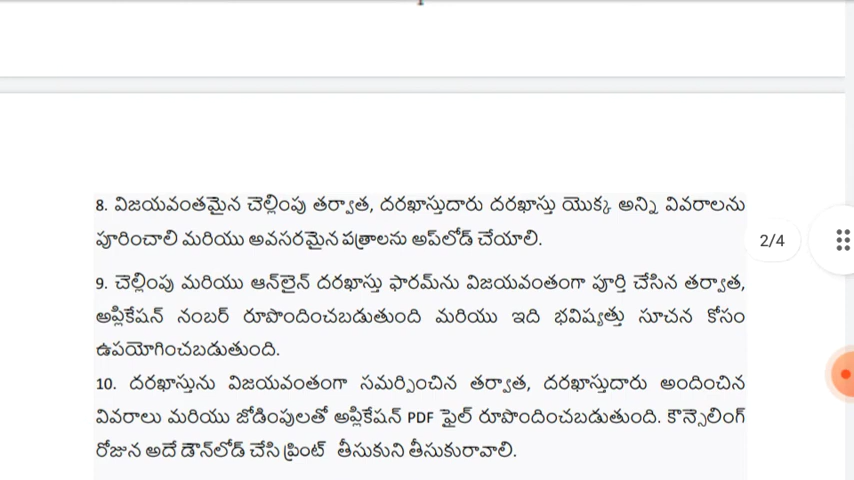 8. విజయవంతమైన చెల్లింపు తర్వాత, దరఖాస్తుదారు దరఖాస్తు యొక్క అన్ని వివరాలను
పూరించాలి మరియు అవసరమైన పత్రాలను అప్‌లోడ్ చేయాలి.
2/4
9. చెల్లింపు మరియు ఆన్‌లైన్ దరఖాస్తు ఫారమ్‌ను విజయవంతంగా పూర్తి చేసిన తర్వాత,
అప్లికేషన్ నంబర్ రూపొందించబడుతుంది మరియు ఇది భవిష్యత్తు సూచన కోసం
ఉపయోగించబడుతుంది.
10. దరఖాస్తును విజయవంతంగా సమర్పించిన తర్వాత, దరఖాస్తుదారు అందించిన
వివరాలు మరియు జోడింపులతో అప్లికేషన్ PDF ఫైల్ రూపొందించబడుతుంది. కౌన్సెలింగ్
రోజున అదే డౌన్‌లోడ్ చేసి ప్రింట్ తీసుకుని తీసుకురావాలి.